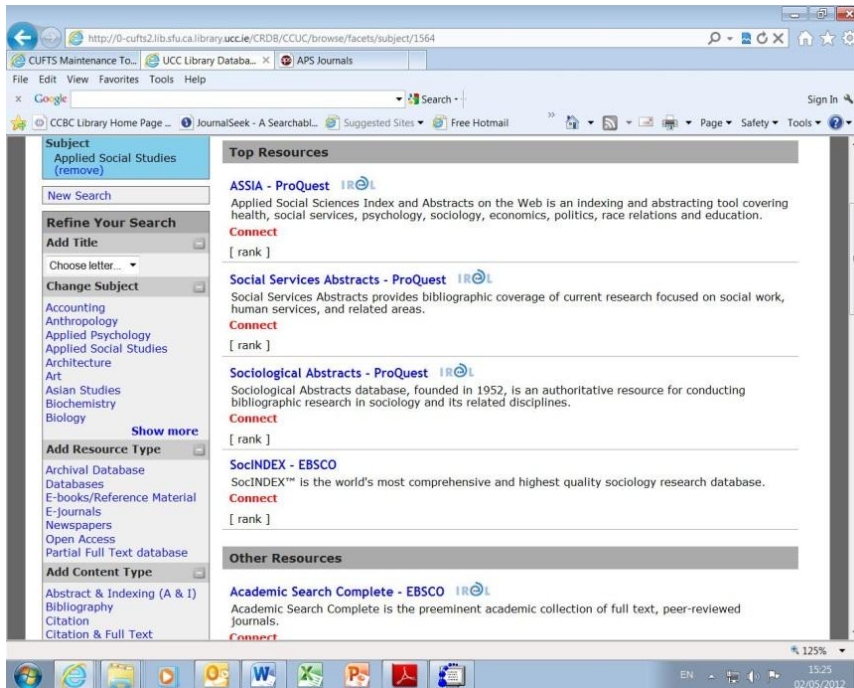 http://0-cufts2.lib.sfu.ca.library.ucc.ie/CRDB/CCUC/browse/facets/subject/1564
CUFTS Maintenance To... UCC Library Databa... × APS Journals
File Edit View Favorites Tools Help
x Google Search Sign In
CCBC Library Home Page ... JournalSeek - A Searchabl... Suggested Sites Free Hotmail » Page Safety Tools
Subject
Applied Social Studies
(remove)
New Search
Refine Your Search
Add Title
Choose letter...
Change Subject
Accounting
Anthropology
Applied Psychology
Applied Social Studies
Architecture
Art
Asian Studies
Biochemistry
Biology
Show more
Add Resource Type
Archival Database
Databases
E-books/Reference Material
E-journals
Newspapers
Open Access
Partial Full Text database
Add Content Type
Abstract & Indexing (A & I)
Bibliography
Citation
Citation & Full Text
Top Resources
ASSIA - ProQuest IReL
Applied Social Sciences Index and Abstracts on the Web is an indexing and abstracting tool covering
health, social services, psychology, sociology, economics, politics, race relations and education.
Connect
[ rank ]
Social Services Abstracts - ProQuest IReL
Social Services Abstracts provides bibliographic coverage of current research focused on social work,
human services, and related areas.
Connect
[ rank ]
Sociological Abstracts - ProQuest IReL
Sociological Abstracts database, founded in 1952, is an authoritative resource for conducting
bibliographic research in sociology and its related disciplines.
Connect
[ rank ]
SocINDEX - EBSCO
SocINDEX™ is the world's most comprehensive and highest quality sociology research database.
Connect
[ rank ]
Other Resources
Academic Search Complete - EBSCO IReL
Academic Search Complete is the preeminent academic collection of full text, peer-reviewed
journals.
Connect
125%
EN 15:25
02/05/2012